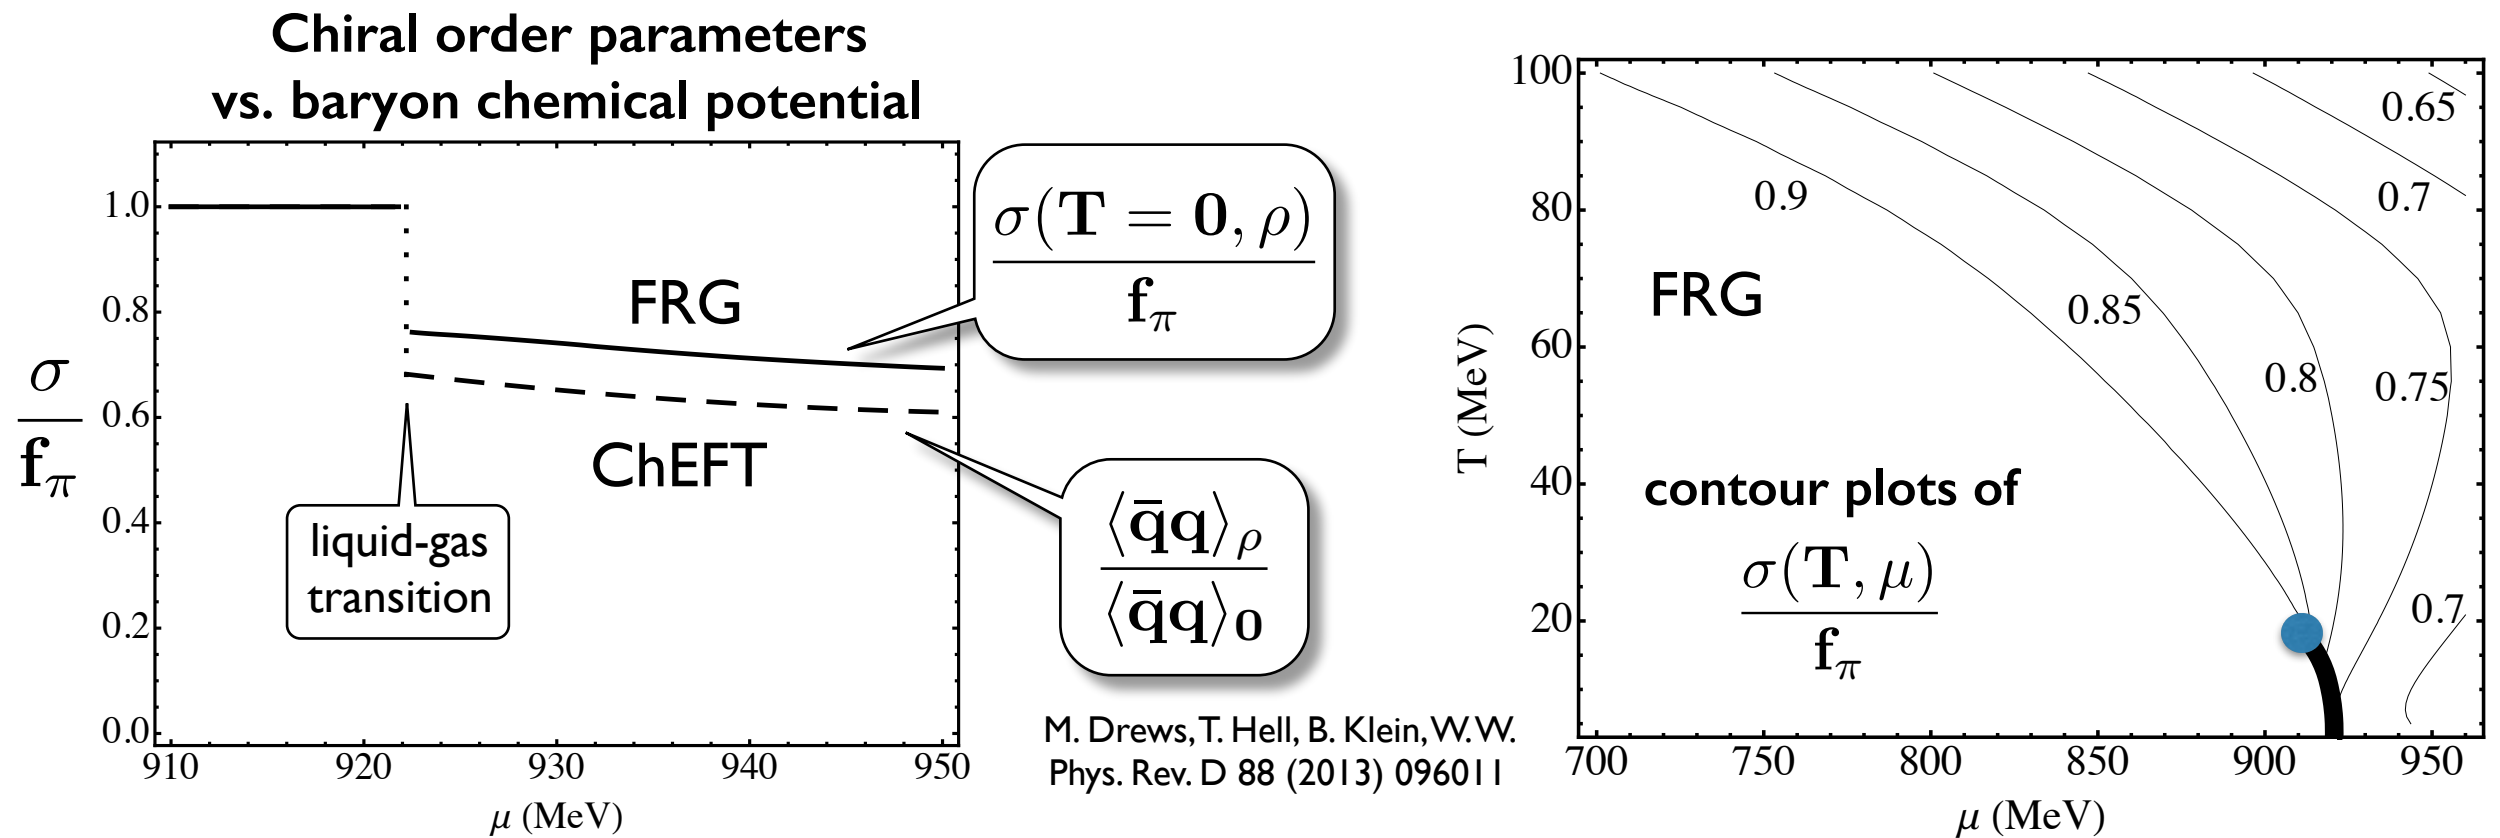 Chiral order parameters
vs. baryon chemical potential
σ
f_π
1.0
0.8
0.6
0.4
0.2
0.0
FRG
ChEFT
liquid-gas
transition
910 920 930 940 950
μ (MeV)
σ(T = 0, ρ)
f_π
⟨q̄q⟩_ρ
⟨q̄q⟩_0
M. Drews, T. Hell, B. Klein, W.W.
Phys. Rev. D 88 (2013) 096011
T (MeV)
100
80
60
40
20
0.65
0.9
0.7
0.85
0.8
0.75
0.7
FRG
contour plots of
σ(T, μ)
f_π
700 750 800 850 900 950
μ (MeV)